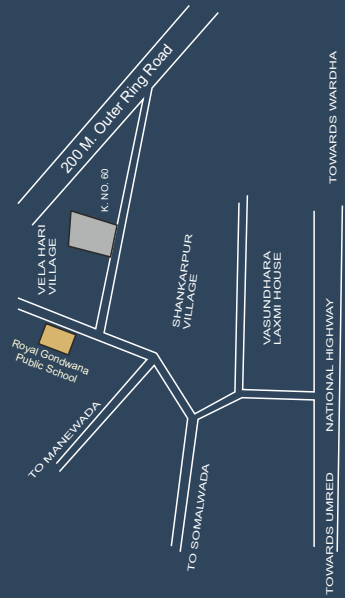 200 M. Outer Ring Road
K. NO. 60
VELA HARI
VILLAGE
Royal Gondwana
Public School
TO MANEWADA
SHANKARPUR
VILLAGE
TO SOMALWADA
VASUNDHARA
LAXMI HOUSE
TOWARDS WARDHA
NATIONAL HIGHWAY
TOWARDS UMRED